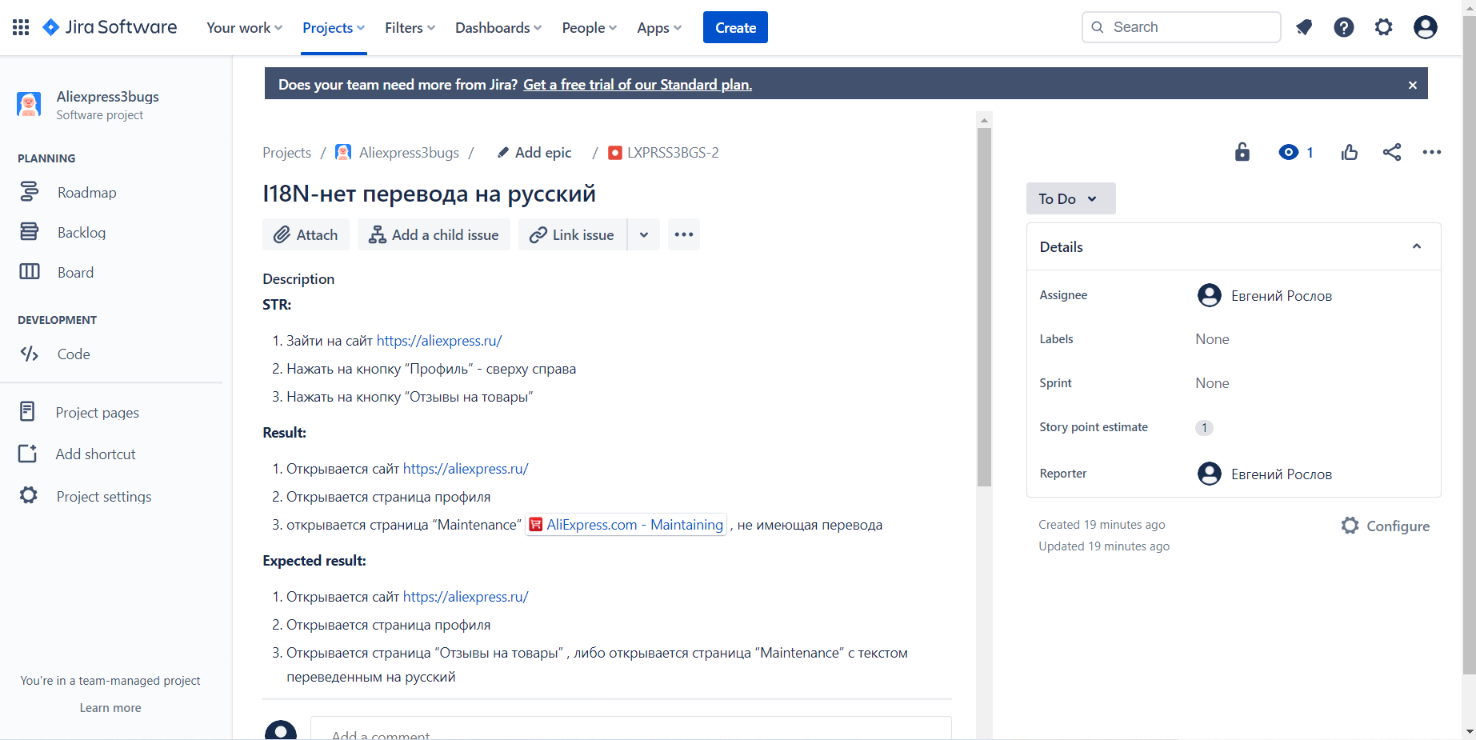 Jira Software
Your work
Projects
Filters
Dashboards
People
Apps
Create
Search
Aliexpress3bugs
Software project
PLANNING
Roadmap
Backlog
Board
DEVELOPMENT
Code
Project pages
Add shortcut
Project settings
You're in a team-managed project
Learn more
Does your team need more from Jira? Get a free trial of our Standard plan.
Projects / Aliexpress3bugs / Add epic / LXPRSS3BGS-2
I18N-нет перевода на русский
Attach
Add a child issue
Link issue
Description
STR:
1. Зайти на сайт https://aliexpress.ru/
2. Нажать на кнопку “Профиль” - сверху справа
3. Нажать на кнопку “Отзывы на товары”
Result:
1. Открывается сайт https://aliexpress.ru/
2. Открывается страница профиля
3. открывается страница “Maintenance” AliExpress.com - Maintaining , не имеющая перевода
Expected result:
1. Открывается сайт https://aliexpress.ru/
2. Открывается страница профиля
3. Открывается страница “Отзывы на товары” , либо открывается страница “Maintenance” с текстом
переведенным на русский
Add a comment
1
To Do
Details
Assignee
Евгений Рослов
Labels
None
Sprint
None
Story point estimate
1
Reporter
Евгений Рослов
Created 19 minutes ago
Updated 19 minutes ago
Configure